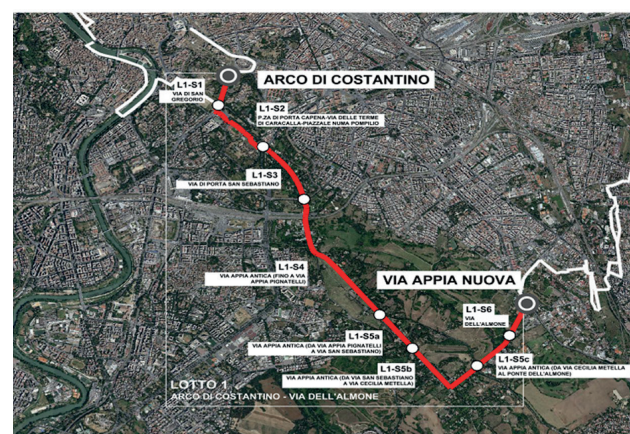 ARCO DI COSTANTINO
L1-S1
VIA DI SAN
GREGORIO
L1-S2
P.ZA DI PORTA CAPENA-VIA DELLE TERME
DI CARACALLA-PIAZZALE NUMA POMPILIO
L1-S3
VIA DI PORTA SAN SEBASTIANO
L1-S4
VIA APPIA ANTICA (FINO A VIA
APPIA PIGNATELLI)
VIA APPIA NUOVA
L1-S6
VIA
DELL'ALMONE
L1-S5a
VIA APPIA ANTICA (DA VIA APPIA PIGNATELLI
A VIA SAN SEBASTIANO)
L1-S5b
VIA APPIA ANTICA (DA VIA SAN SEBASTIANO
A VIA CECILIA METELLA)
L1-S5c
VIA APPIA ANTICA (DA VIA CECILIA METELLA
AL PONTE DELL'ALMONE)
LOTTO 1
ARCO DI COSTANTINO - VIA DELL'ALMONE